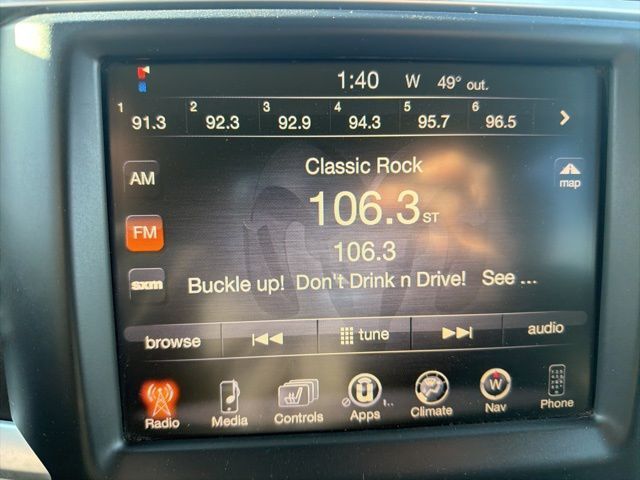 1:40 W 49° out.
1 2 3 4 5 6
91.3 92.3 92.9 94.3 95.7 96.5
Classic Rock
map
AM
106.3 ST
FM
106.3
sxm
Buckle up! Don't Drink n Drive! See ...
browse tune audio
W
Radio Media Controls Apps Climate Nav Phone